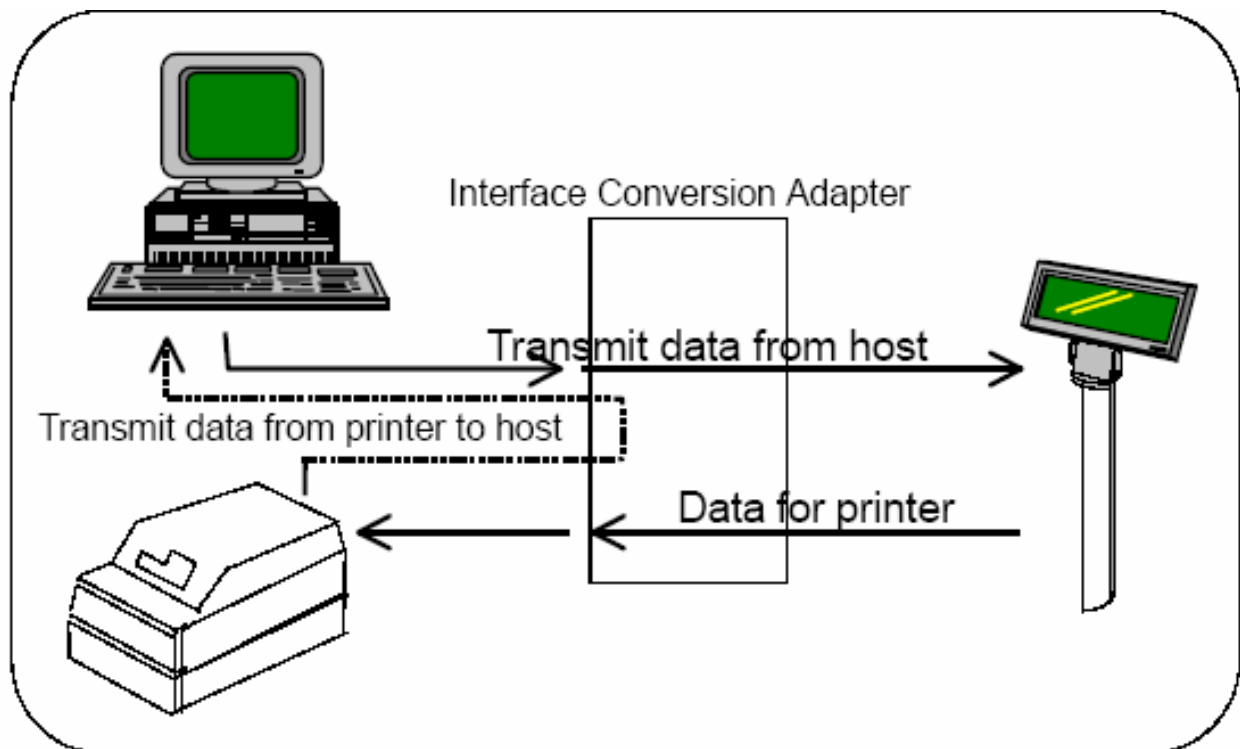 Interface Conversion Adapter
Transmit data from host
Transmit data from printer to host
Data for printer